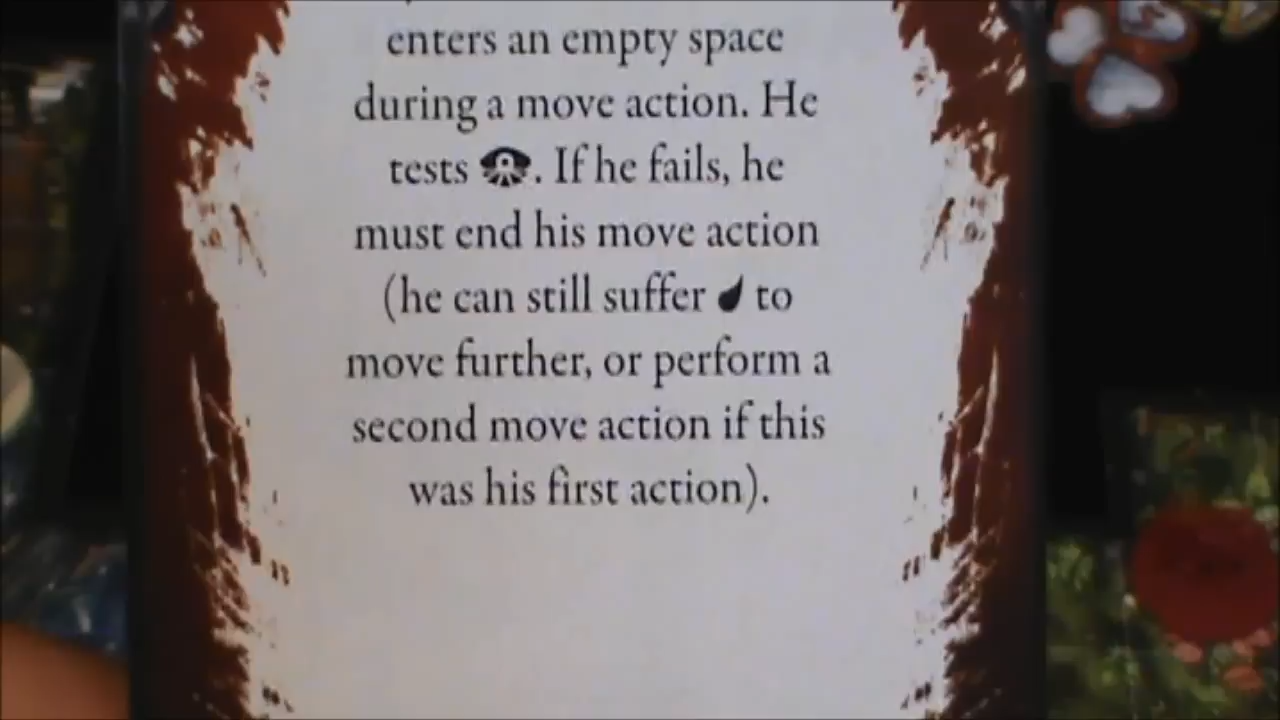 enters an empty space
during a move action. He
tests . If he fails, he
must end his move action
(he can still suffer to
move further, or perform a
second move action if this
was his first action).